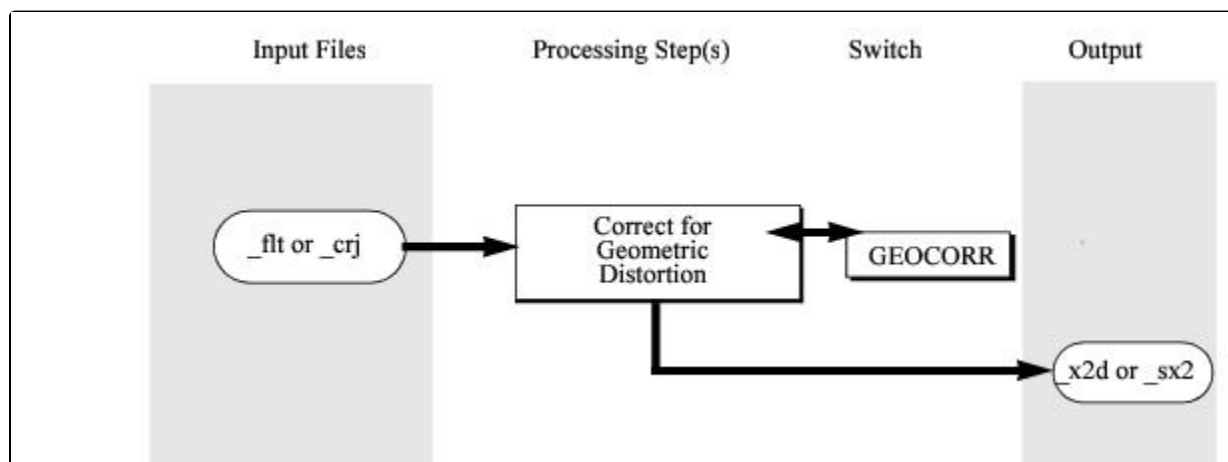 Input Files
Processing Step(s)
Switch
Output
_flt or _crj
Correct for
Geometric
Distortion
GEOCORR
_x2d or _sx2